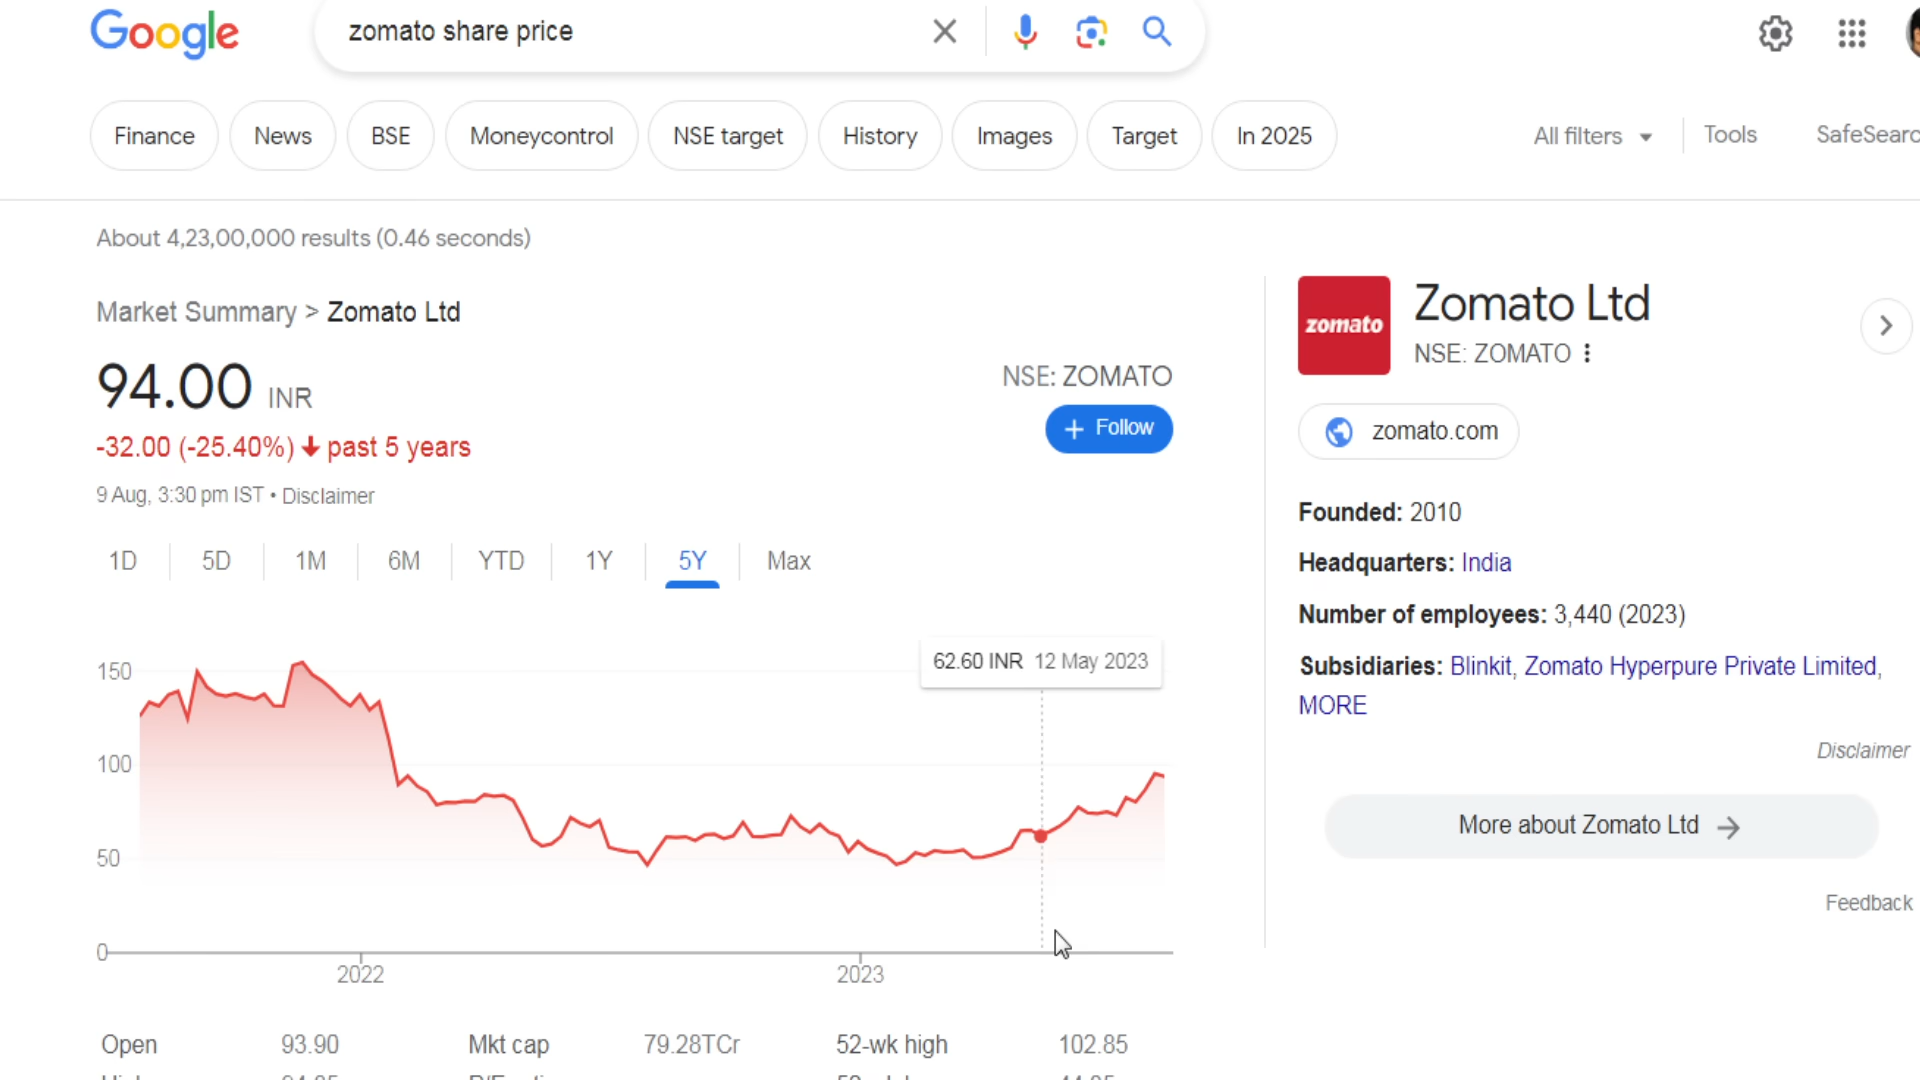 Google
zomato share price
Finance
News
BSE
Moneycontrol
NSE target
History
Images
Target
In 2025
All filters
Tools
SafeSearc
About 4,23,00,000 results (0.46 seconds)
Market Summary > Zomato Ltd
94.00 INR
-32.00 (-25.40%) past 5 years
9 Aug, 3:30 pm IST • Disclaimer
NSE: ZOMATO
+ Follow
1D
5D
1M
6M
YTD
1Y
5Y
Max
62.60 INR 12 May 2023
150
100
50
0
2022
2023
Open 93.90 Mkt cap 79.28TCr 52-wk high 102.85
zomato
Zomato Ltd
NSE: ZOMATO
zomato.com
Founded: 2010
Headquarters: India
Number of employees: 3,440 (2023)
Subsidiaries: Blinkit, Zomato Hyperpure Private Limited,
MORE
Disclaimer
More about Zomato Ltd
Feedback